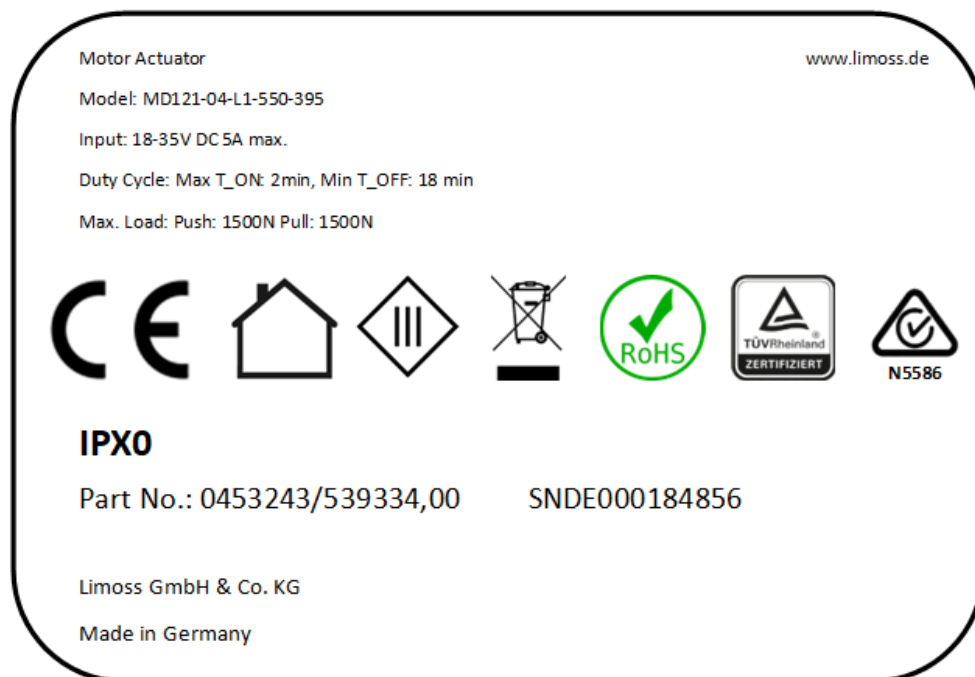 Motor Actuator www.limoss.de
Model: MD121-04-L1-550-395
Input: 18-35V DC 5A max.
Duty Cycle: Max T_ON: 2min, Min T_OFF: 18 min
Max. Load: Push: 1500N Pull: 1500N
CE
III
RoHS
TÜVRheinland®
ZERTIFIZIERT
N5586
IPX0
Part No.: 0453243/539334,00 SNDE000184856
Limoss GmbH & Co. KG
Made in Germany